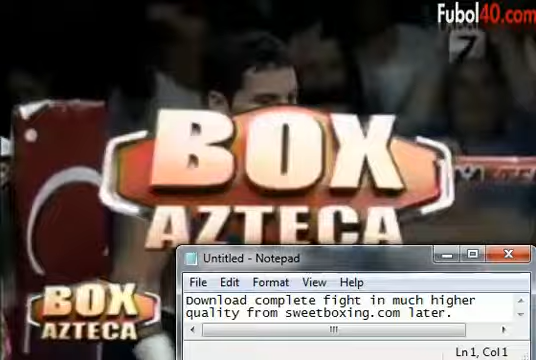 Fubol40.com
7
BOX
AZTECA
BOX
AZTECA
Untitled - Notepad
File Edit Format View Help
Download complete fight in much higher
quality from sweetboxing.com later.
Ln 1, Col 1